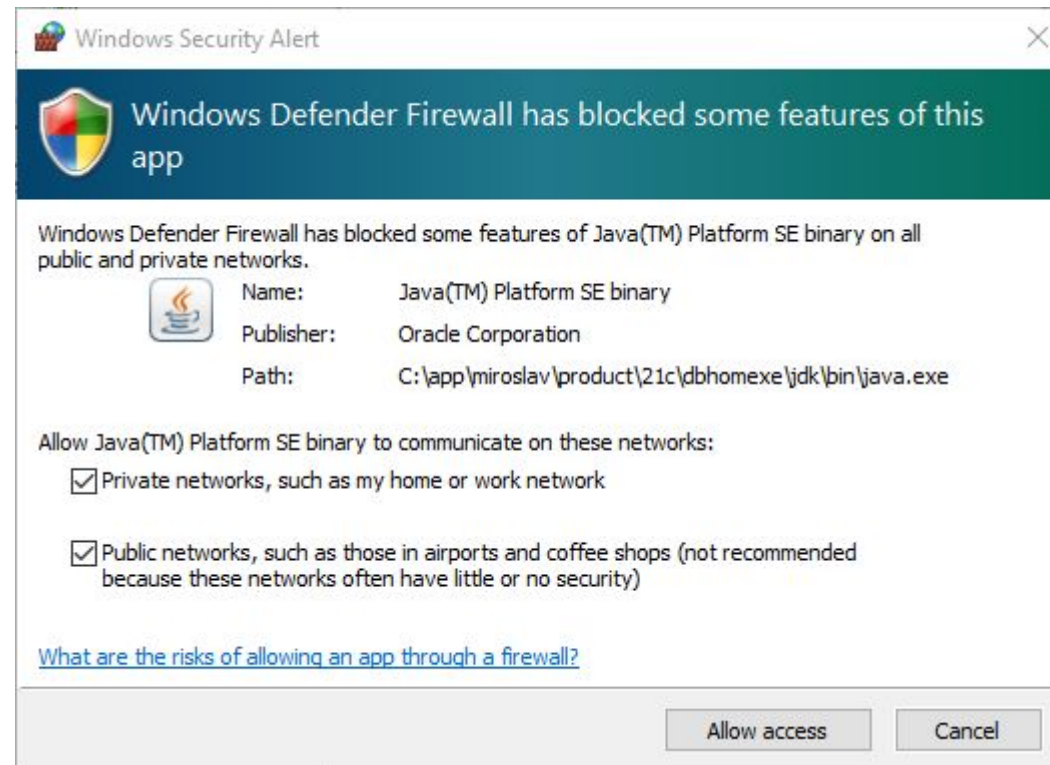 Windows Security Alert
Windows Defender Firewall has blocked some features of this
app
Windows Defender Firewall has blocked some features of Java(TM) Platform SE binary on all
public and private networks.
Name: Java(TM) Platform SE binary
Publisher: Oracle Corporation
Path: C:\app\miroslav\product\21c\dbhomexe\jdk\bin\java.exe
Allow Java(TM) Platform SE binary to communicate on these networks:
Private networks, such as my home or work network
Public networks, such as those in airports and coffee shops (not recommended
because these networks often have little or no security)
What are the risks of allowing an app through a firewall?
Allow access Cancel